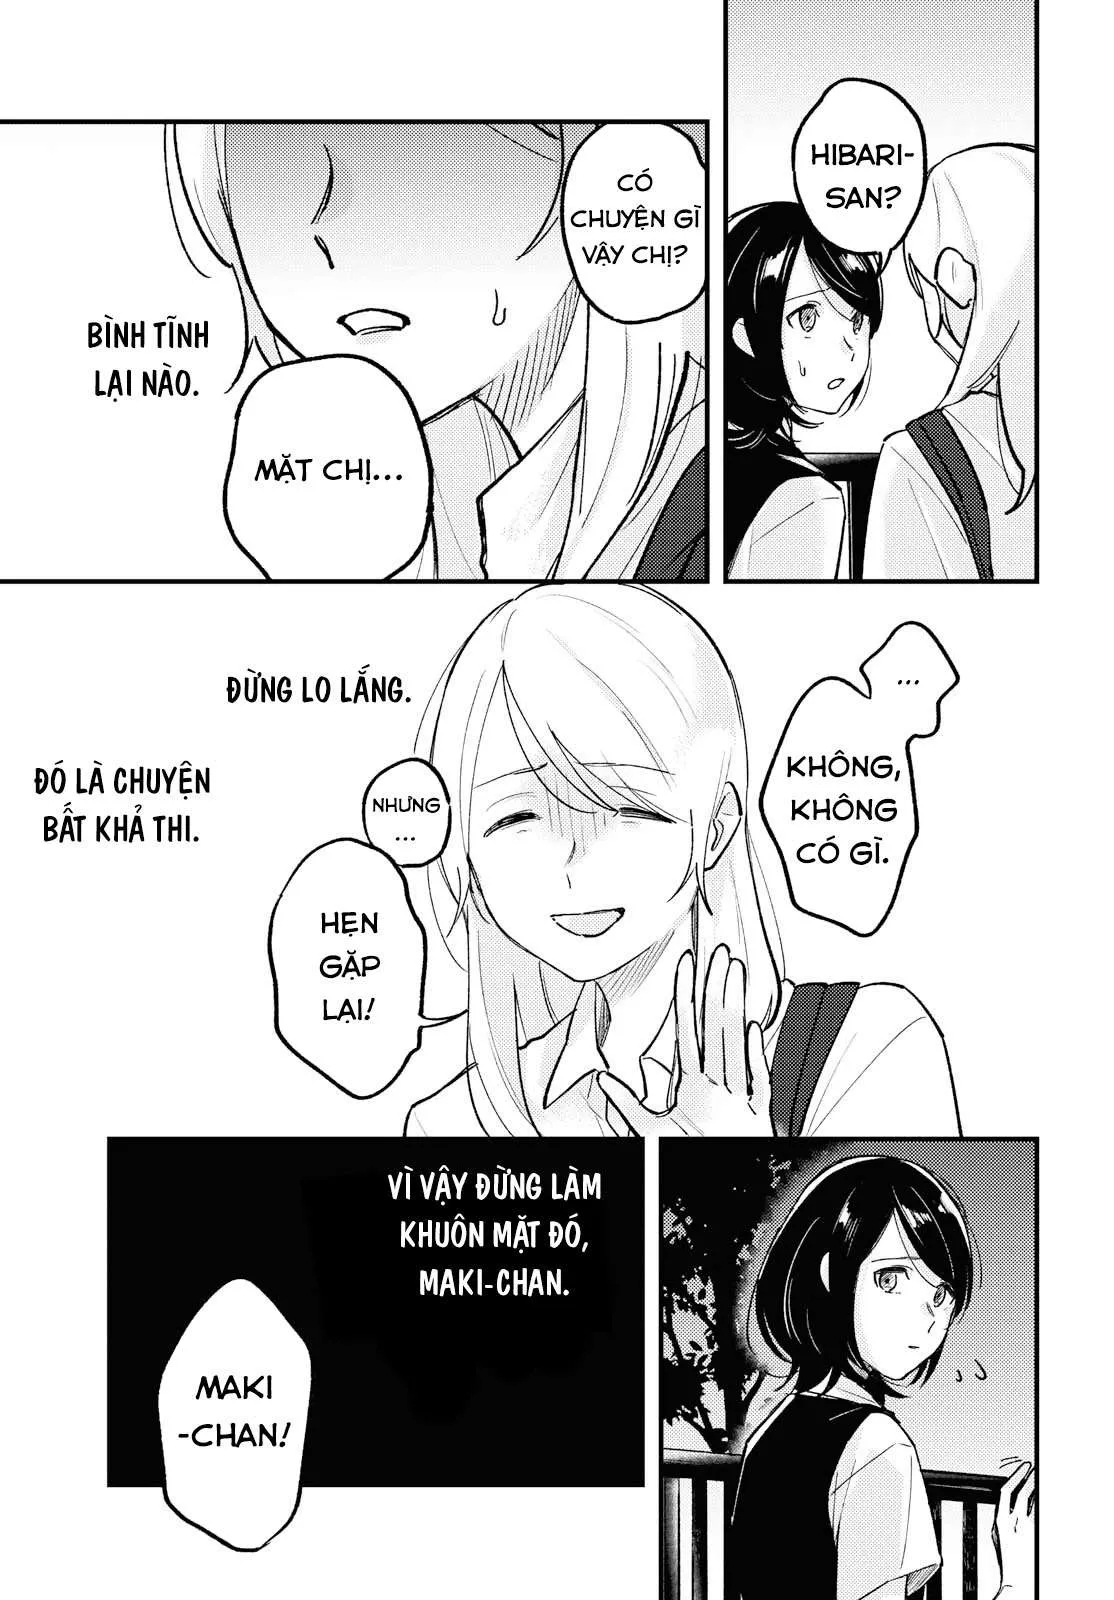 HIBARI-
SAN?
CÓ
CHUYỆN GÌ
VẬY CHỊ?
BÌNH TĨNH
LẠI NÀO.
MẶT CHỊ...
...
KHÔNG,
KHÔNG
CÓ GÌ.
ĐỪNG LO LẮNG.
ĐÓ LÀ CHUYỆN
BẤT KHẢ THI.
NHƯNG
...
HẸN
GẶP
LẠI!
VÌ VẬY ĐỪNG LÀM
KHUÔN MẶT ĐÓ,
MAKI-CHAN.
MAKI
-CHAN!